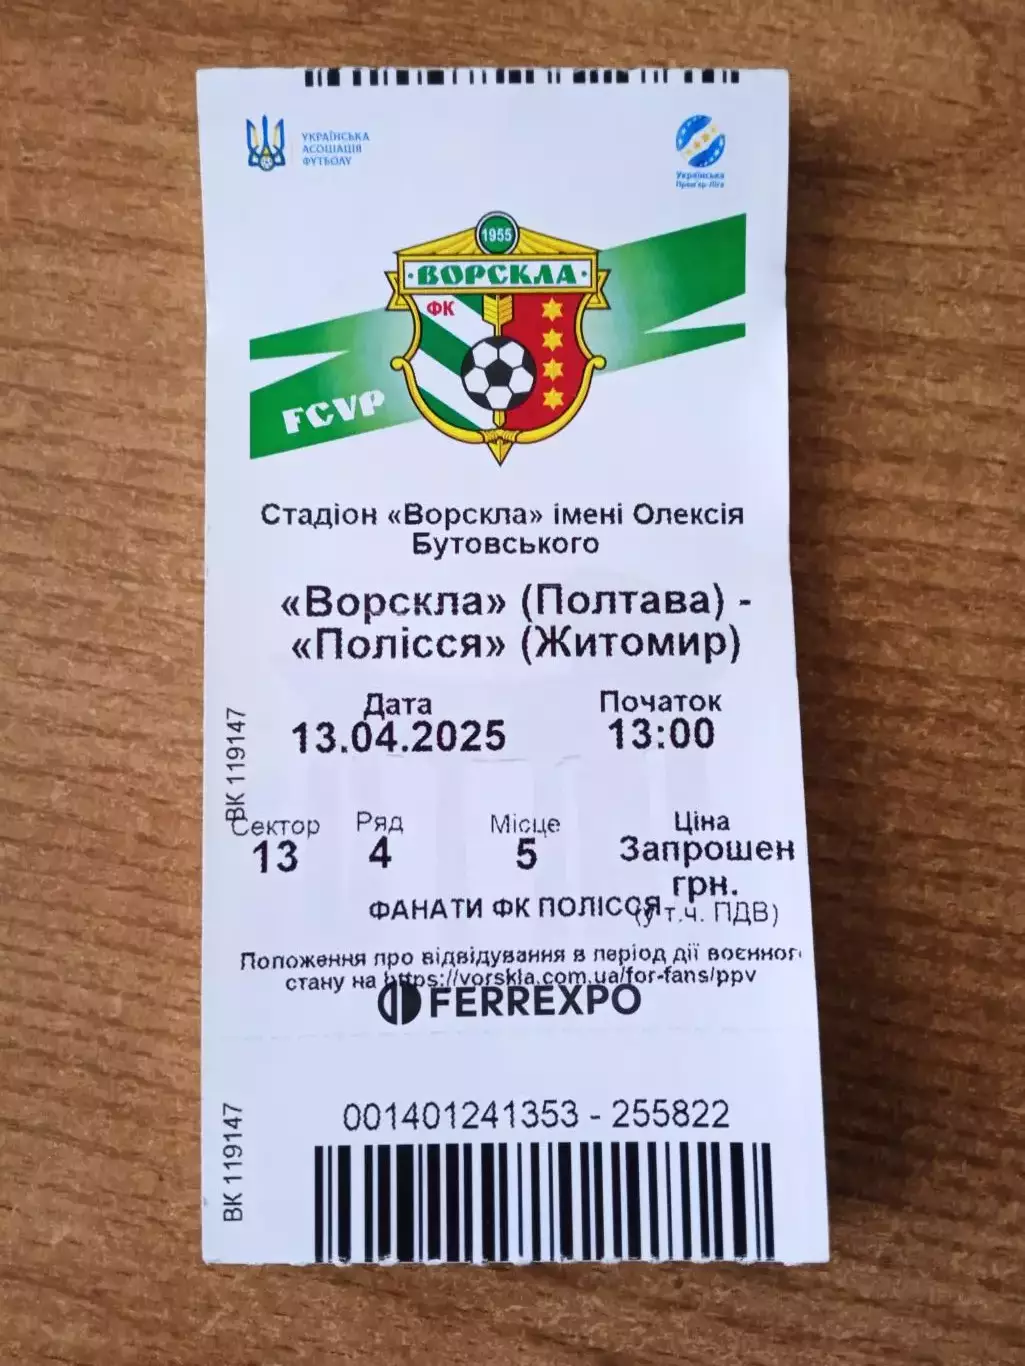 УКРАЇНСЬКА
АСОЦІАЦІЯ
ФУТБОЛУ
Українська
Прем'єр-Ліга
1955
ВОРСКЛА
ФК
FCVP
Стадіон «Ворскла» імені Олексія
Бутовського
«Ворскла» (Полтава) -
«Полісся» (Житомир)
Дата
Початок
13.04.2025
13:00
ВК 119147
Сектор
Ряд
Місце
Ціна
13
4
5
Запрошен
грн.
ФАНАТИ ФК ПОЛІССЯ
(у т.ч. ПДВ)
Положення про відвідування в період дії воєнног
стану на https://vorskla.com.ua/for-fans/ppv
FERREXPO
001401241353 - 255822
ВК 119147